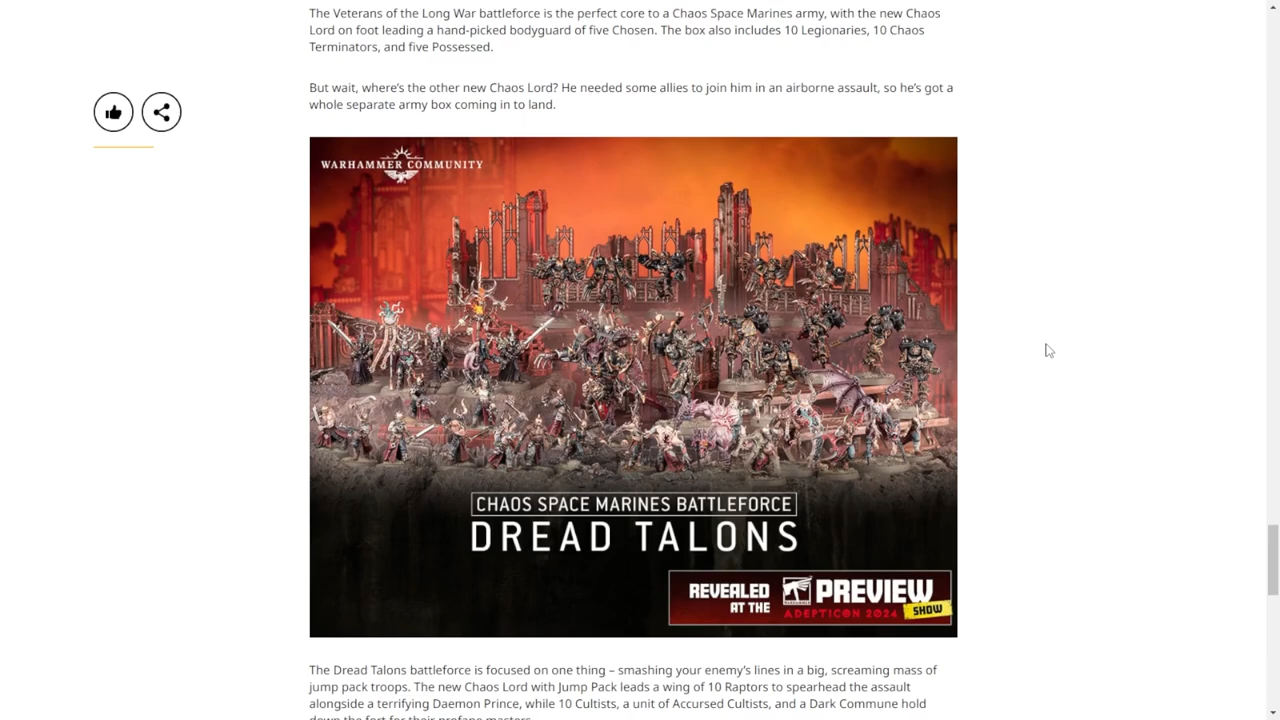 The Veterans of the Long War battleforce is the perfect core to a Chaos Space Marines army, with the new Chaos
Lord on foot leading a hand-picked bodyguard of five Chosen. The box also includes 10 Legionaries, 10 Chaos
Terminators, and five Possessed.
But wait, where’s the other new Chaos Lord? He needed some allies to join him in an airborne assault, so he’s got a
whole separate army box coming in to land.
WARHAMMER COMMUNITY
CHAOS SPACE MARINES BATTLEFORCE
DREAD TALONS
REVEALED
AT THE
PREVIEW
ADEPTICON 2024
SHOW
The Dread Talons battleforce is focused on one thing – smashing your enemy’s lines in a big, screaming mass of
jump pack troops. The new Chaos Lord with Jump Pack leads a wing of 10 Raptors to spearhead the assault
alongside a terrifying Daemon Prince, while 10 Cultists, a unit of Accursed Cultists, and a Dark Commune hold
down the fort for their profane masters.